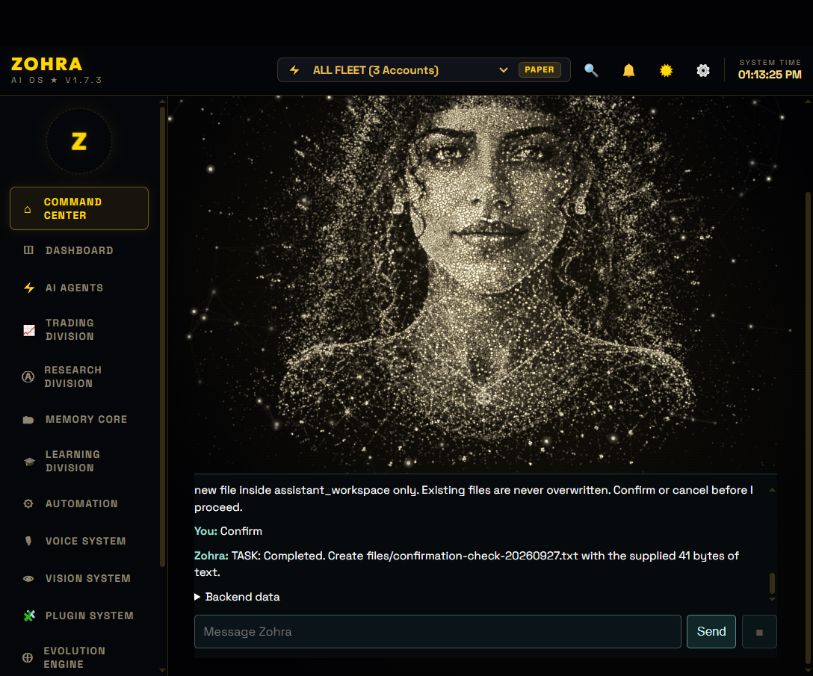 ZOHRA
AI OS ★ V1.7.3
ALL FLEET (3 Accounts)
PAPER
SYSTEM TIME
01:13:25 PM
Z
COMMAND
CENTER
DASHBOARD
AI AGENTS
TRADING
DIVISION
RESEARCH
DIVISION
MEMORY CORE
LEARNING
DIVISION
AUTOMATION
VOICE SYSTEM
VISION SYSTEM
PLUGIN SYSTEM
EVOLUTION
ENGINE
new file inside assistant_workspace only. Existing files are never overwritten. Confirm or cancel before I
proceed.
You: Confirm
Zohra: TASK: Completed. Create files/confirmation-check-20260927.txt with the supplied 41 bytes of
text.
Backend data
Message Zohra
Send